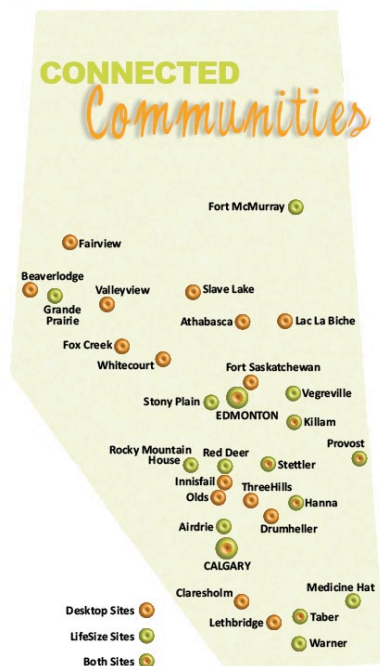 CONNECTED
Communities
Fort McMurray
Fairview
Beaverlodge
Grande
Prairie
Valleyview
Slave Lake
Athabasca
Lac La Biche
Fox Creek
Whitecourt
Fort Saskatchewan
Stony Plain
EDMONTON
Vegreville
Killam
Provost
Rocky Mountain
House
Red Deer
Stettler
Innisfail
Olds
ThreeHills
Hanna
Drumheller
Airdrie
CALGARY
Claresholm
Medicine Hat
Lethbridge
Taber
Warner
Desktop Sites
LifeSize Sites
Both Sites